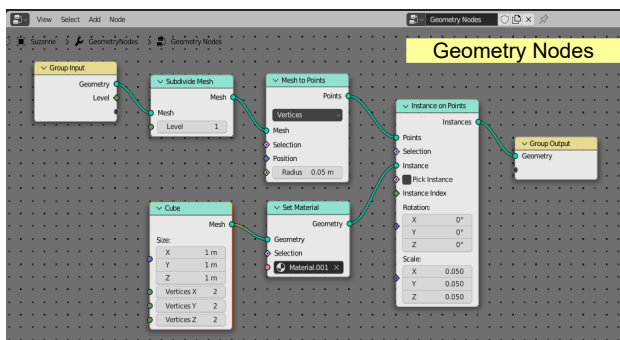 View Select Add Node
Geometry Nodes
Suzanne > GeometryNodes > Geometry Nodes
Geometry Nodes
Group Input
Geometry
Level
Subdivide Mesh
Mesh
Mesh
Level 1
Mesh to Points
Points
Vertices
Mesh
Selection
Position
Radius 0.05 m
Instance on Points
Instances
Points
Selection
Instance
Pick Instance
Instance Index
Rotation:
X 0°
Y 0°
Z 0°
Scale:
X 0.050
Y 0.050
Z 0.050
Group Output
Geometry
Cube
Mesh
Size:
X 1 m
Y 1 m
Z 1 m
Vertices X 2
Vertices Y 2
Vertices Z 2
Set Material
Geometry
Geometry
Selection
Material.001